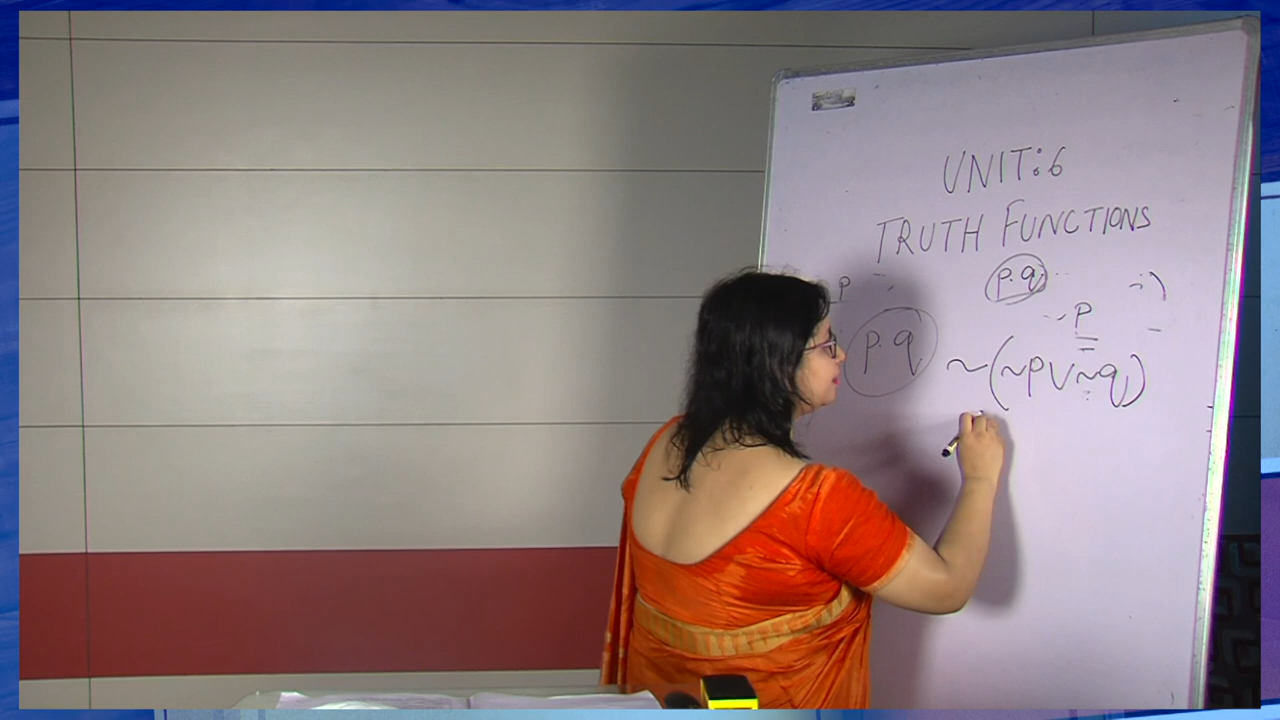 UNIT:6
TRUTH FUNCTIONS
p p.q
~p
p.q ~(~p∨~q)